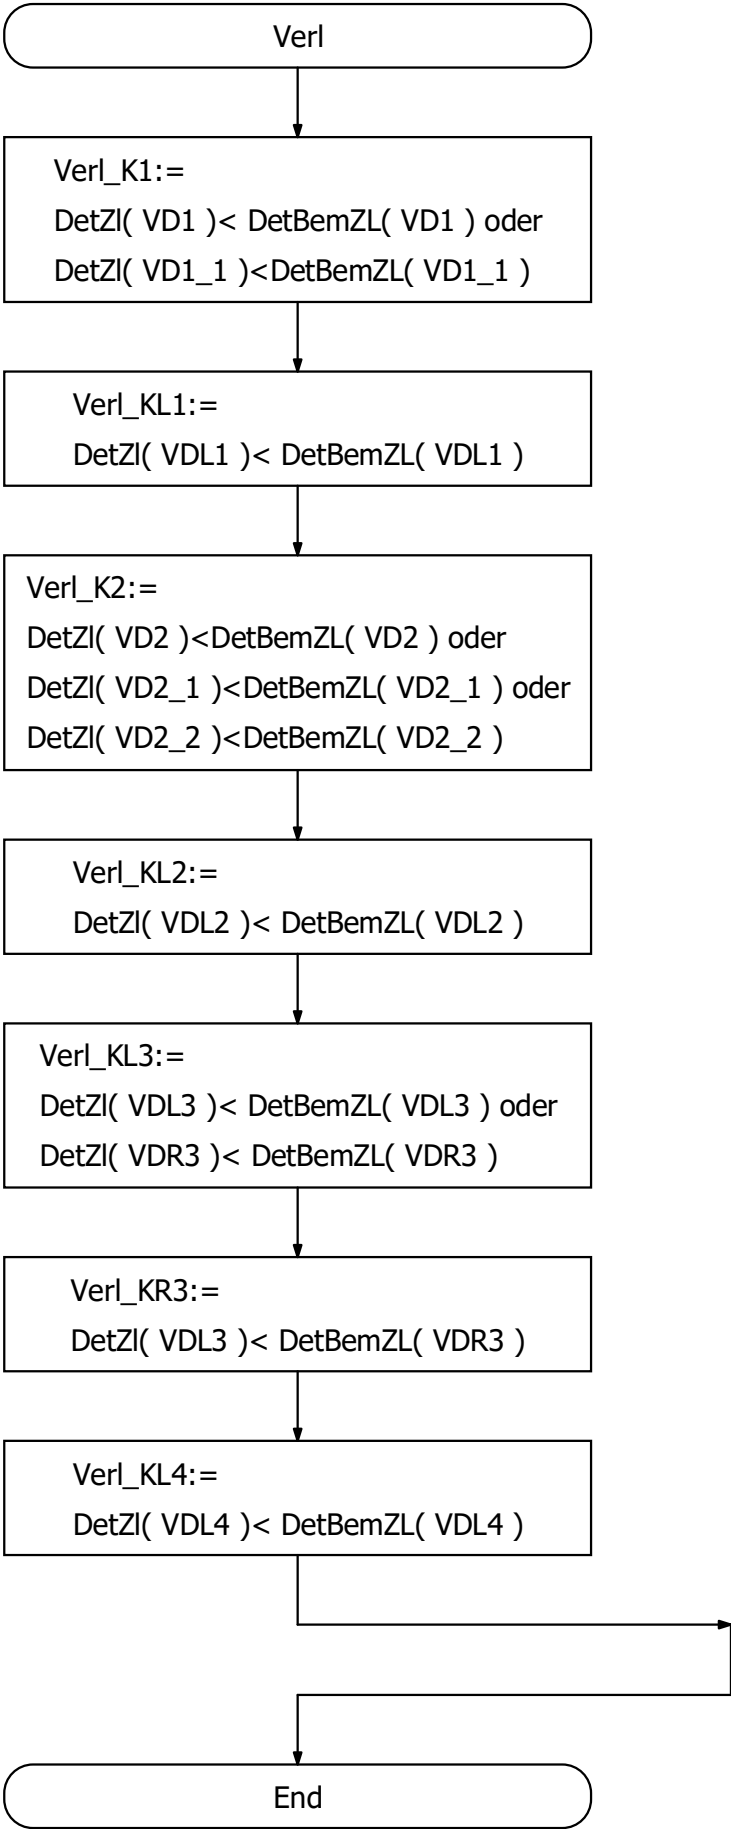 Verl
Verl_K1:=
DetZl( VD1 )< DetBemZL( VD1 ) oder
DetZl( VD1_1 )<DetBemZL( VD1_1 )
Verl_KL1:=
DetZl( VDL1 )< DetBemZL( VDL1 )
Verl_K2:=
DetZl( VD2 )<DetBemZL( VD2 ) oder
DetZl( VD2_1 )<DetBemZL( VD2_1 ) oder
DetZl( VD2_2 )<DetBemZL( VD2_2 )
Verl_KL2:=
DetZl( VDL2 )< DetBemZL( VDL2 )
Verl_KL3:=
DetZl( VDL3 )< DetBemZL( VDL3 ) oder
DetZl( VDR3 )< DetBemZL( VDR3 )
Verl_KR3:=
DetZl( VDL3 )< DetBemZL( VDR3 )
Verl_KL4:=
DetZl( VDL4 )< DetBemZL( VDL4 )
End